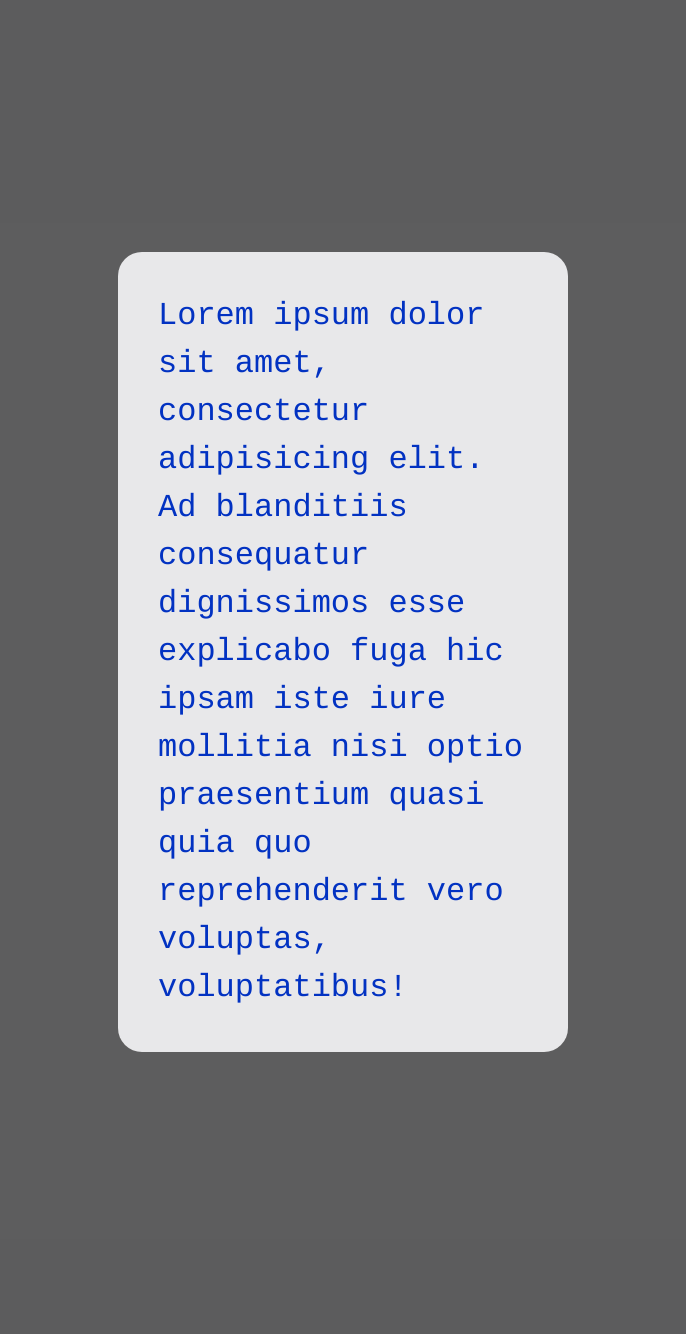 Lorem ipsum dolor
sit amet,
consectetur
adipisicing elit.
Ad blanditiis
consequatur
dignissimos esse
explicabo fuga hic
ipsam iste iure
mollitia nisi optio
praesentium quasi
quia quo
reprehenderit vero
voluptas,
voluptatibus!